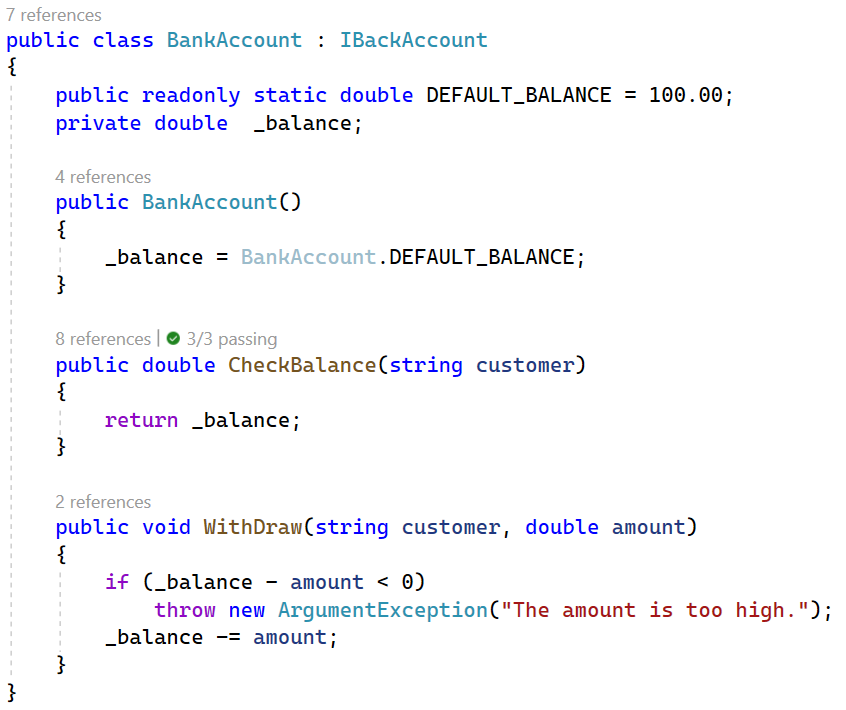 7 references
public class BankAccount : IBackAccount
{
    public readonly static double DEFAULT_BALANCE = 100.00;
    private double  _balance;
    4 references
    public BankAccount()
    {
        _balance = BankAccount.DEFAULT_BALANCE;
    }
    8 references | 3/3 passing
    public double CheckBalance(string customer)
    {
        return _balance;
    }
    2 references
    public void WithDraw(string customer, double amount)
    {
        if (_balance - amount < 0)
            throw new ArgumentException("The amount is too high.");
        _balance -= amount;
    }
}